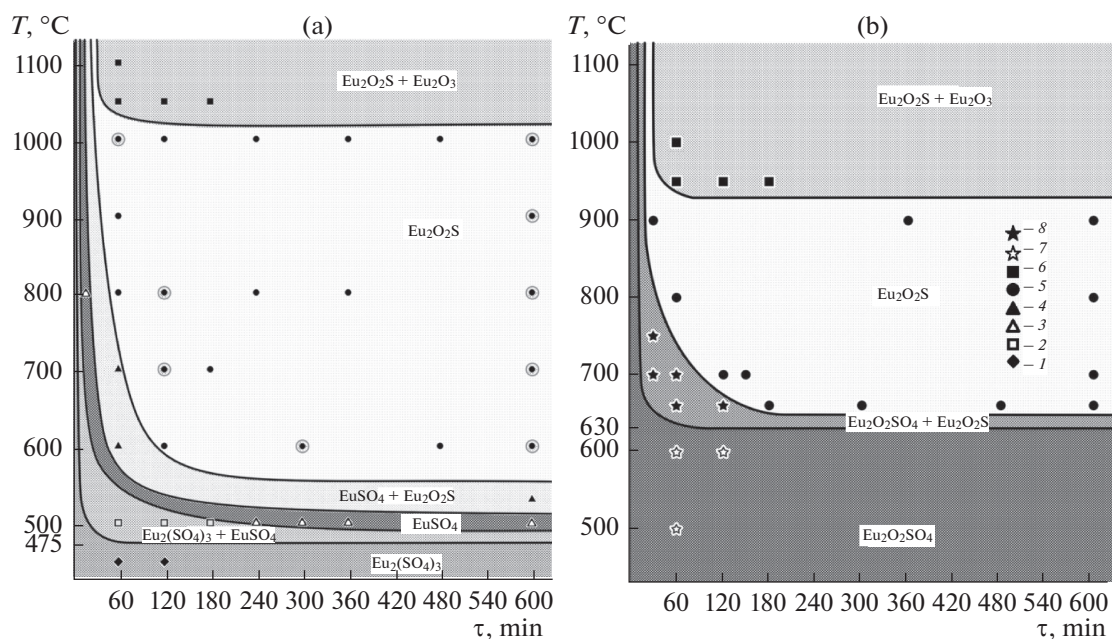 T, °C
(a)
1100
1000
900
800
700
600
500
475
Eu2O2S + Eu2O3
Eu2O2S
EuSO4 + Eu2O2S
EuSO4
Eu2(SO4)3 + EuSO4
Eu2(SO4)3
60 120 180 240 300 360 420 480 540 600
τ, min
T, °C
(b)
1100
1000
900
800
700
630
600
500
Eu2O2S + Eu2O3
Eu2O2S
– 8
– 7
– 6
– 5
– 4
– 3
– 2
– 1
Eu2O2SO4 + Eu2O2S
Eu2O2SO4
60 120 180 240 300 360 420 480 540 600
τ, min